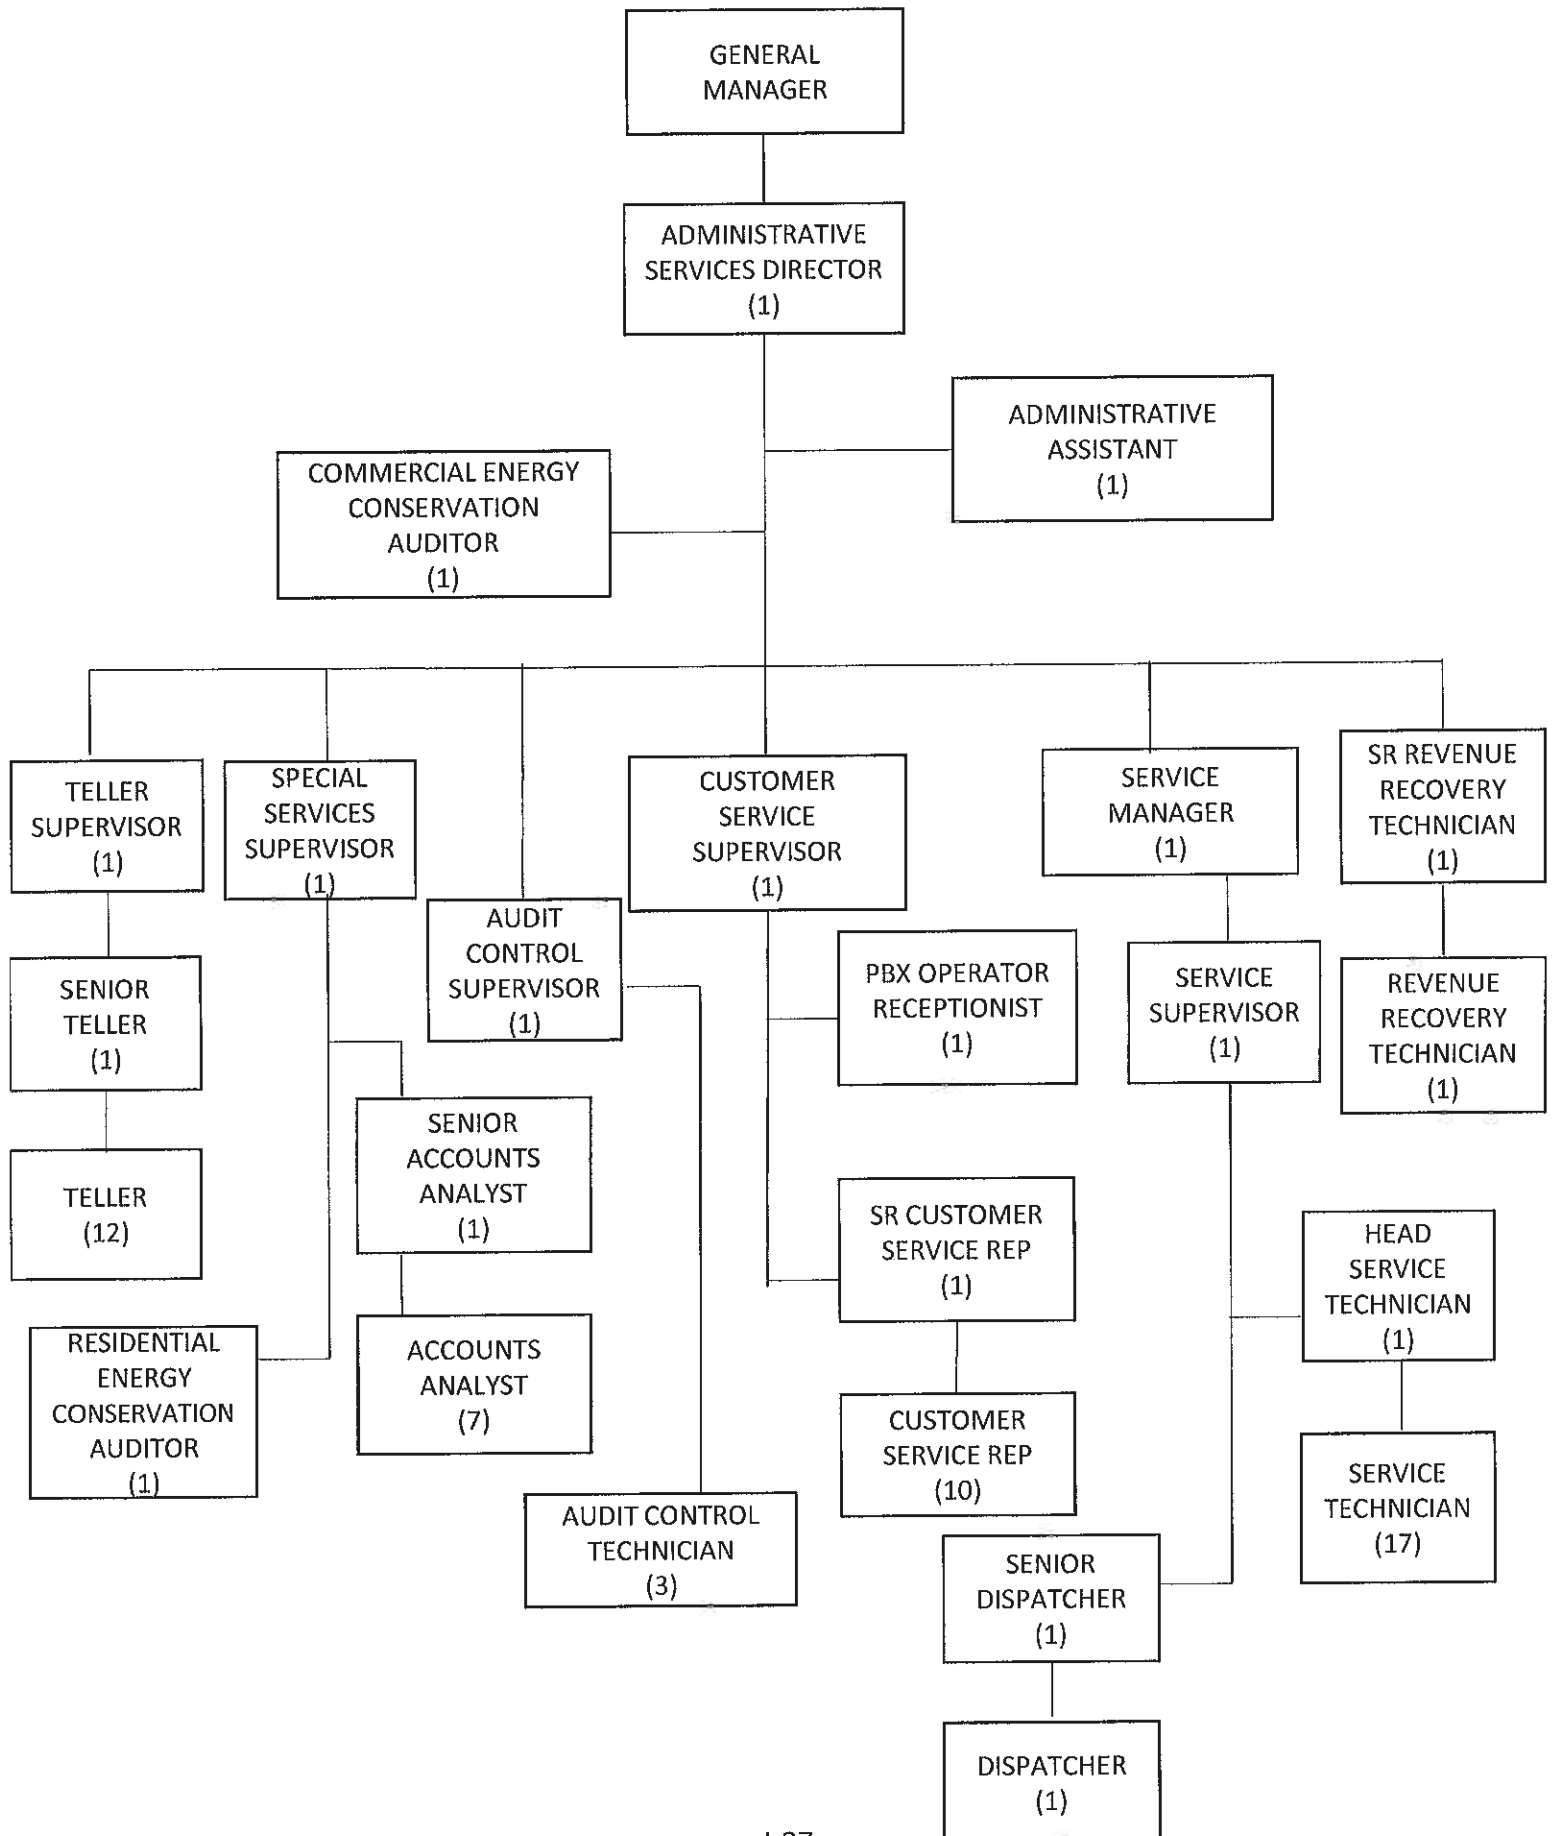 GENERAL
MANAGER
ADMINISTRATIVE
SERVICES DIRECTOR
(1)
ADMINISTRATIVE
ASSISTANT
(1)
COMMERCIAL ENERGY
CONSERVATION
AUDITOR
(1)
TELLER
SUPERVISOR
(1)
SPECIAL
SERVICES
SUPERVISOR
(1)
AUDIT
CONTROL
SUPERVISOR
(1)
CUSTOMER
SERVICE
SUPERVISOR
(1)
SERVICE
MANAGER
(1)
SR REVENUE
RECOVERY
TECHNICIAN
(1)
SENIOR
TELLER
(1)
PBX OPERATOR
RECEPTIONIST
(1)
SERVICE
SUPERVISOR
(1)
REVENUE
RECOVERY
TECHNICIAN
(1)
TELLER
(12)
SENIOR
ACCOUNTS
ANALYST
(1)
SR CUSTOMER
SERVICE REP
(1)
HEAD
SERVICE
TECHNICIAN
(1)
RESIDENTIAL
ENERGY
CONSERVATION
AUDITOR
(1)
ACCOUNTS
ANALYST
(7)
CUSTOMER
SERVICE REP
(10)
SERVICE
TECHNICIAN
(17)
AUDIT CONTROL
TECHNICIAN
(3)
SENIOR
DISPATCHER
(1)
DISPATCHER
(1)